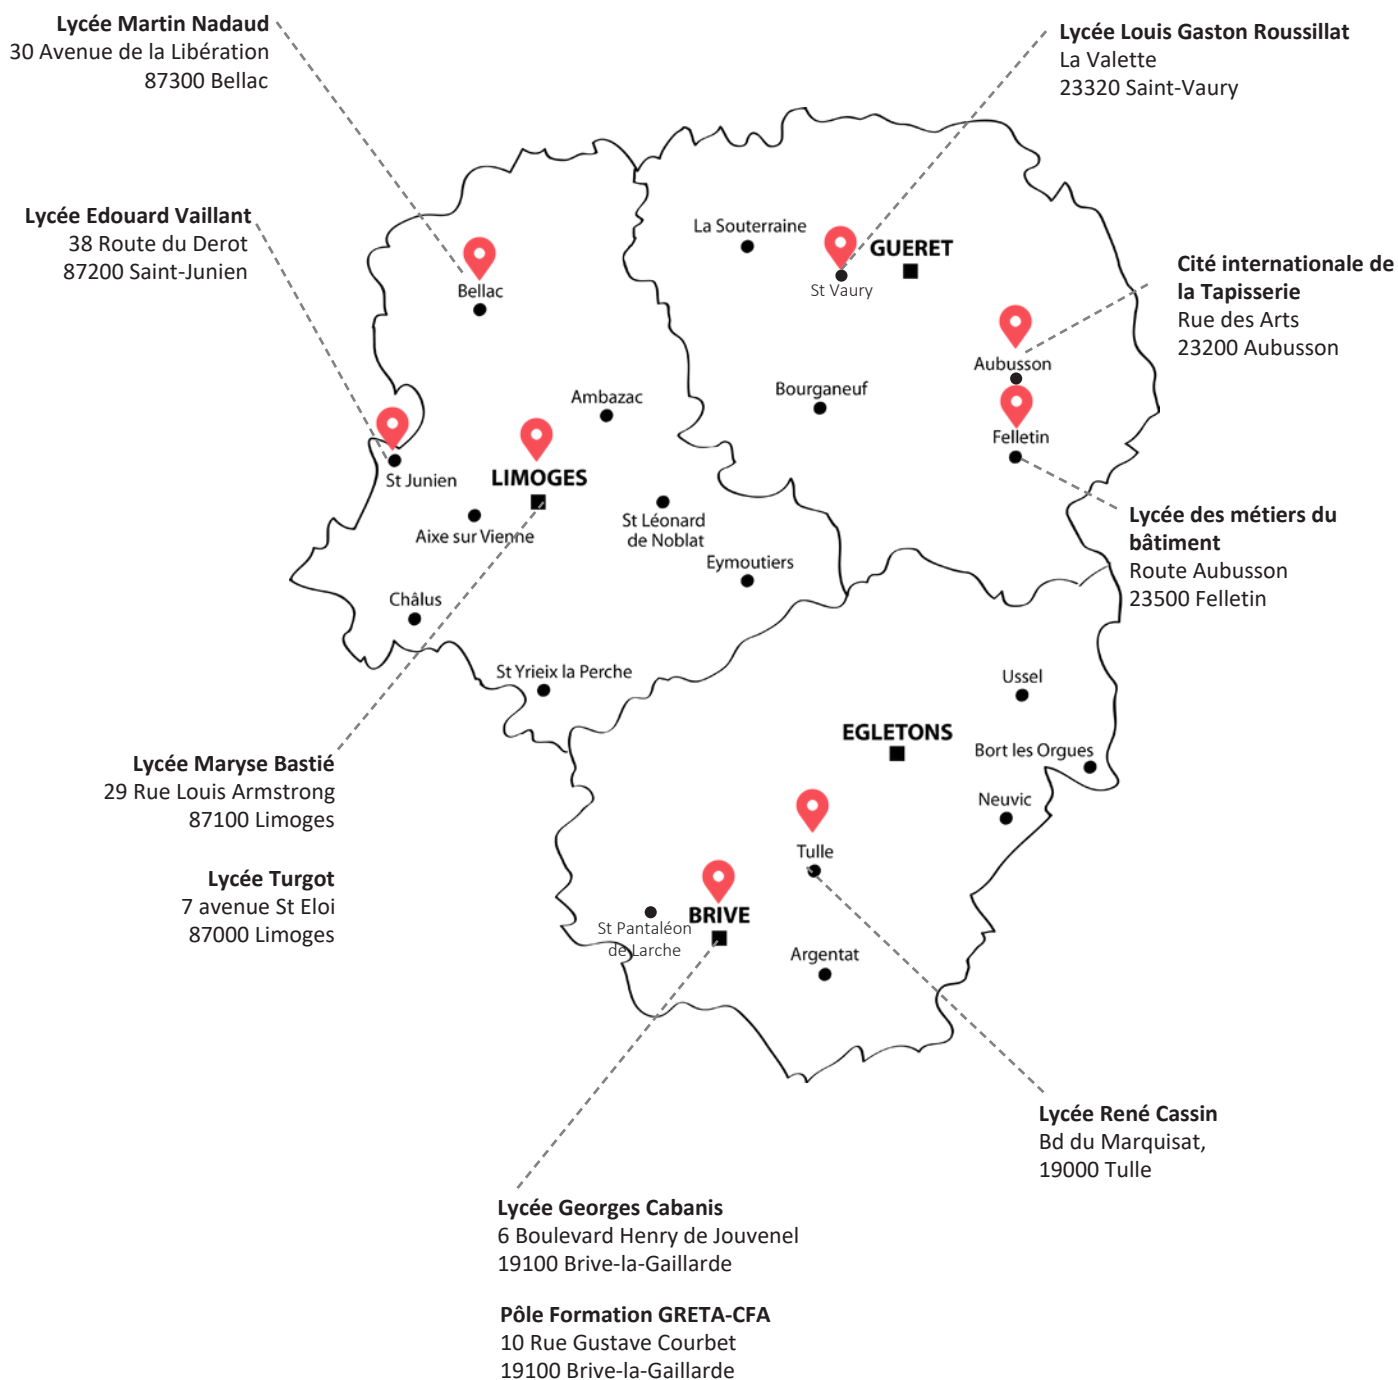 Lycée Martin Nadaud
30 Avenue de la Libération
87300 Bellac
Lycée Louis Gaston Roussillat
La Valette
23320 Saint-Vaury
Lycée Edouard Vaillant
38 Route du Derot
87200 Saint-Junien
Cité internationale de
la Tapisserie
Rue des Arts
23200 Aubusson
La Souterraine
GUERET
St Vaury
Bellac
Aubusson
Bourganeuf
Ambazac
Felletin
LIMOGES
St Junien
Aixe sur Vienne
St Léonard
de Noblat
Eymoutiers
Châlus
Lycée des métiers du
bâtiment
Route Aubusson
23500 Felletin
St Yrieix la Perche
Ussel
EGLETONS
Bort les Orgues
Neuvic
Tulle
BRIVE
St Pantaléon
de Larche
Argentat
Lycée Maryse Bastié
29 Rue Louis Armstrong
87100 Limoges
Lycée Turgot
7 avenue St Eloi
87000 Limoges
Lycée René Cassin
Bd du Marquisat,
19000 Tulle
Lycée Georges Cabanis
6 Boulevard Henry de Jouvenel
19100 Brive-la-Gaillarde
Pôle Formation GRETA-CFA
10 Rue Gustave Courbet
19100 Brive-la-Gaillarde